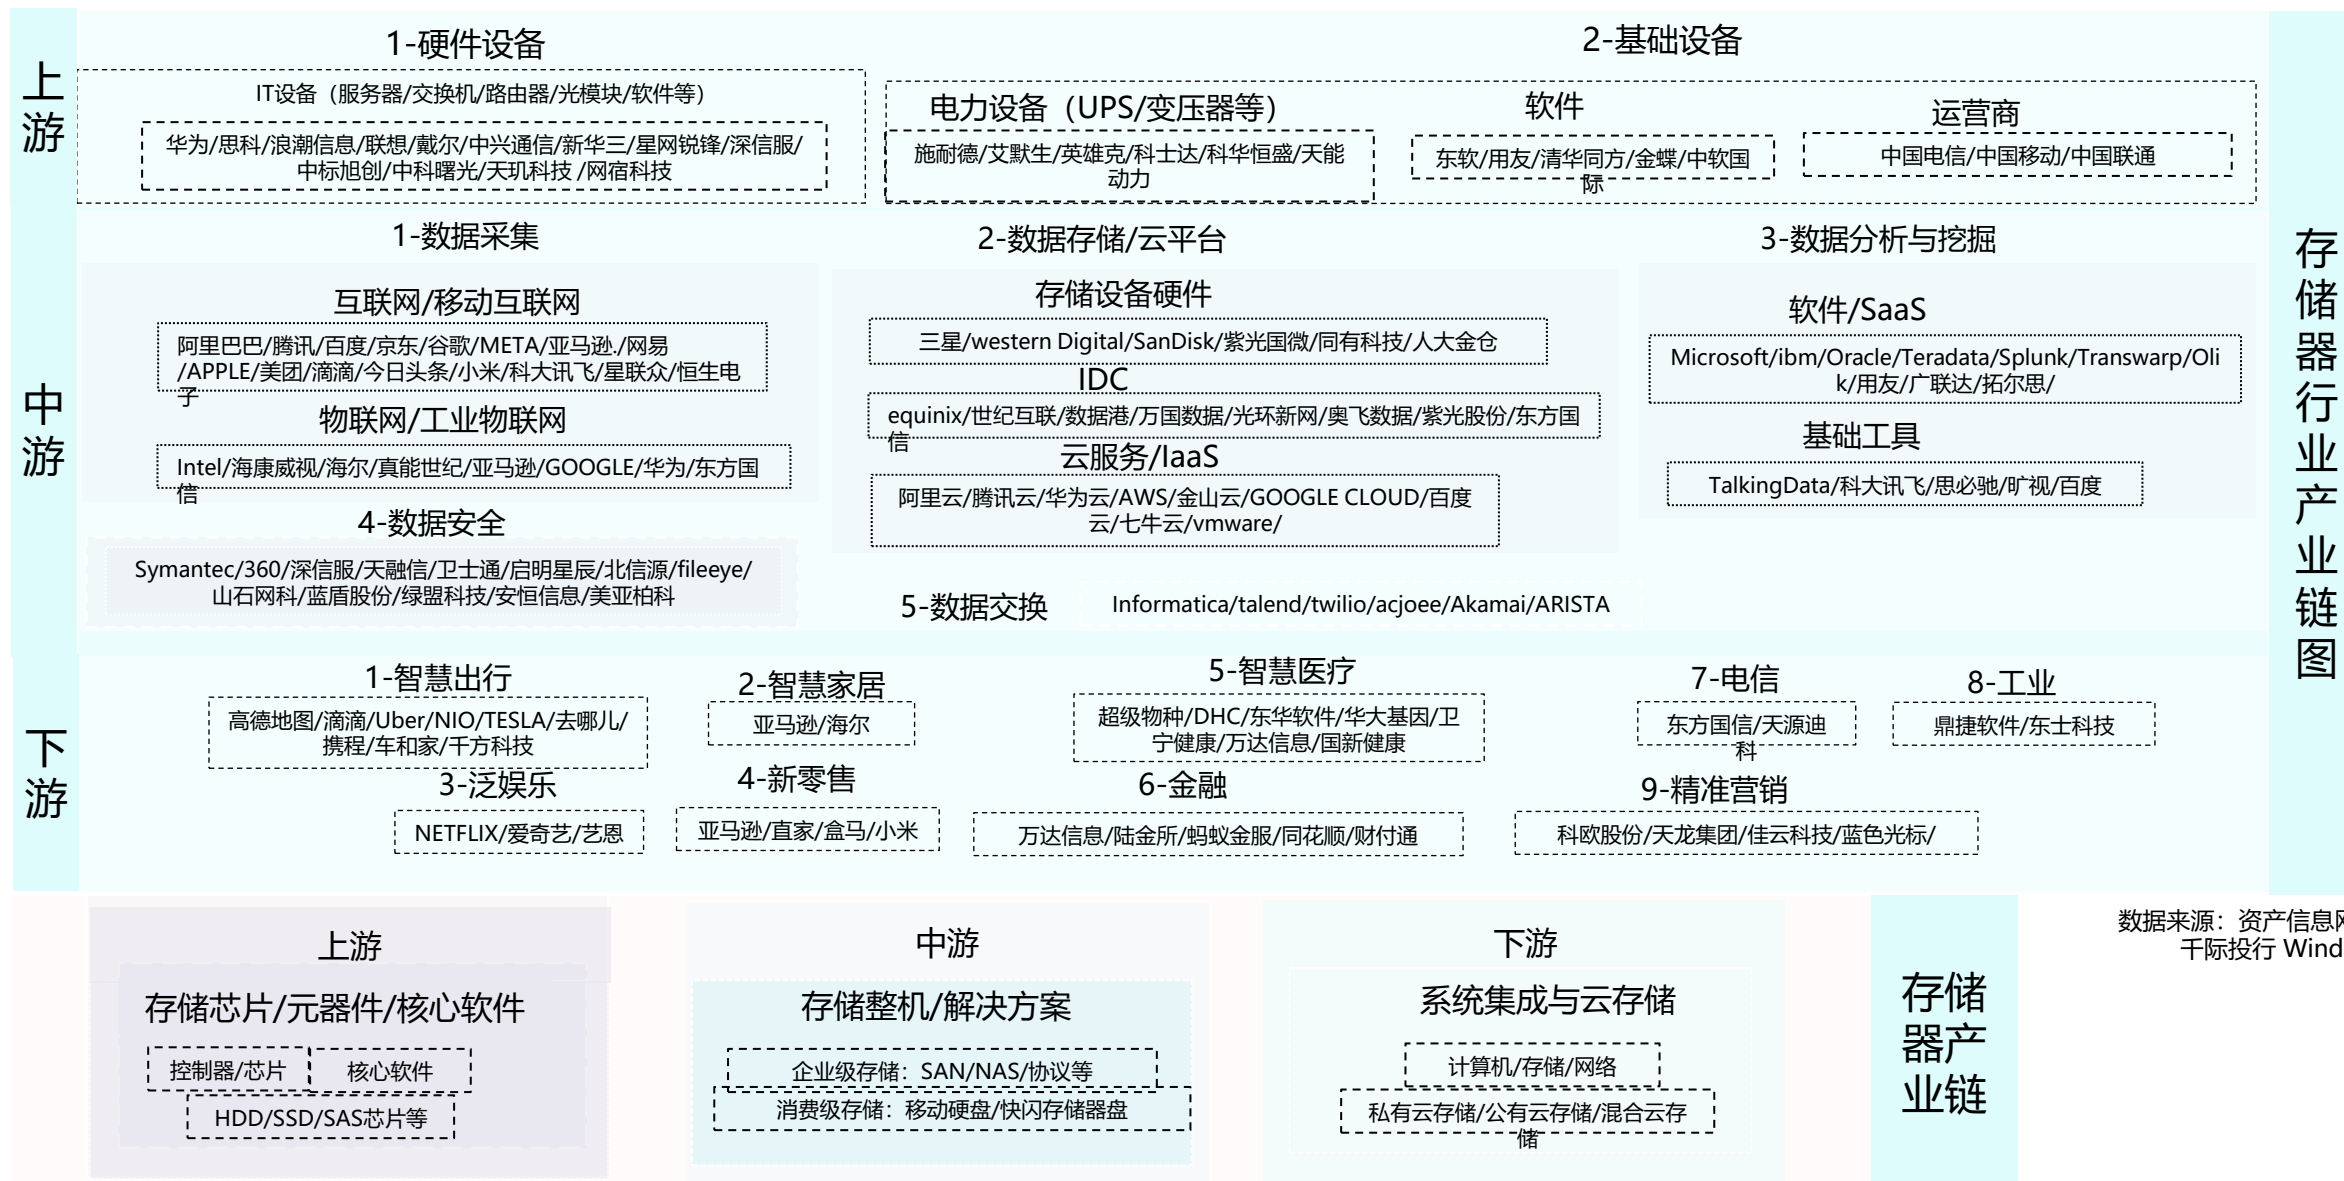 上游
1-硬件设备
IT设备（服务器/交换机/路由器/光模块/软件等）
华为/思科/浪潮信息/联想/戴尔/中兴通信/新华三/星网锐锋/深信服/
中标旭创/中科曙光/天玑科技 /网宿科技
2-基础设备
电力设备（UPS/变压器等）
施耐德/艾默生/英雄克/科士达/科华恒盛/天能
动力
软件
东软/用友/清华同方/金蝶/中软国
际
运营商
中国电信/中国移动/中国联通
中游
1-数据采集
互联网/移动互联网
阿里巴巴/腾讯/百度/京东/谷歌/META/亚马逊./网易
/APPLE/美团/滴滴/今日头条/小米/科大讯飞/星联众/恒生电
子
物联网/工业物联网
Intel/海康威视/海尔/真能世纪/亚马逊/GOOGLE/华为/东方国
信
2-数据存储/云平台
存储设备硬件
三星/western Digital/SanDisk/紫光国微/同有科技/人大金仓
IDC
equinix/世纪互联/数据港/万国数据/光环新网/奥飞数据/紫光股份/东方国
信
云服务/IaaS
阿里云/腾讯云/华为云/AWS/金山云/GOOGLE CLOUD/百度
云/七牛云/vmware/
3-数据分析与挖掘
软件/SaaS
Microsoft/ibm/Oracle/Teradata/Splunk/Transwarp/Oli
k/用友/广联达/拓尔思/
基础工具
TalkingData/科大讯飞/思必驰/旷视/百度
4-数据安全
Symantec/360/深信服/天融信/卫士通/启明星辰/北信源/fileeye/
山石网科/蓝盾股份/绿盟科技/安恒信息/美亚柏科
5-数据交换
Informatica/talend/twilio/acjoee/Akamai/ARISTA
下游
1-智慧出行
高德地图/滴滴/Uber/NIO/TESLA/去哪儿/
携程/车和家/千方科技
2-智慧家居
亚马逊/海尔
3-泛娱乐
NETFLIX/爱奇艺/艺恩
4-新零售
亚马逊/直家/盒马/小米
5-智慧医疗
超级物种/DHC/东华软件/华大基因/卫
宁健康/万达信息/国新健康
6-金融
万达信息/陆金所/蚂蚁金服/同花顺/财付通
7-电信
东方国信/天源迪
科
8-工业
鼎捷软件/东士科技
9-精准营销
科欧股份/天龙集团/佳云科技/蓝色光标/
存储器行业产业链图
上游
存储芯片/元器件/核心软件
控制器/芯片
核心软件
HDD/SSD/SAS芯片等
中游
存储整机/解决方案
企业级存储：SAN/NAS/协议等
消费级存储：移动硬盘/快闪存储器盘
下游
系统集成与云存储
计算机/存储/网络
私有云存储/公有云存储/混合云存
储
存储
器产
业链
数据来源：资产信息网
千际投行 Wind